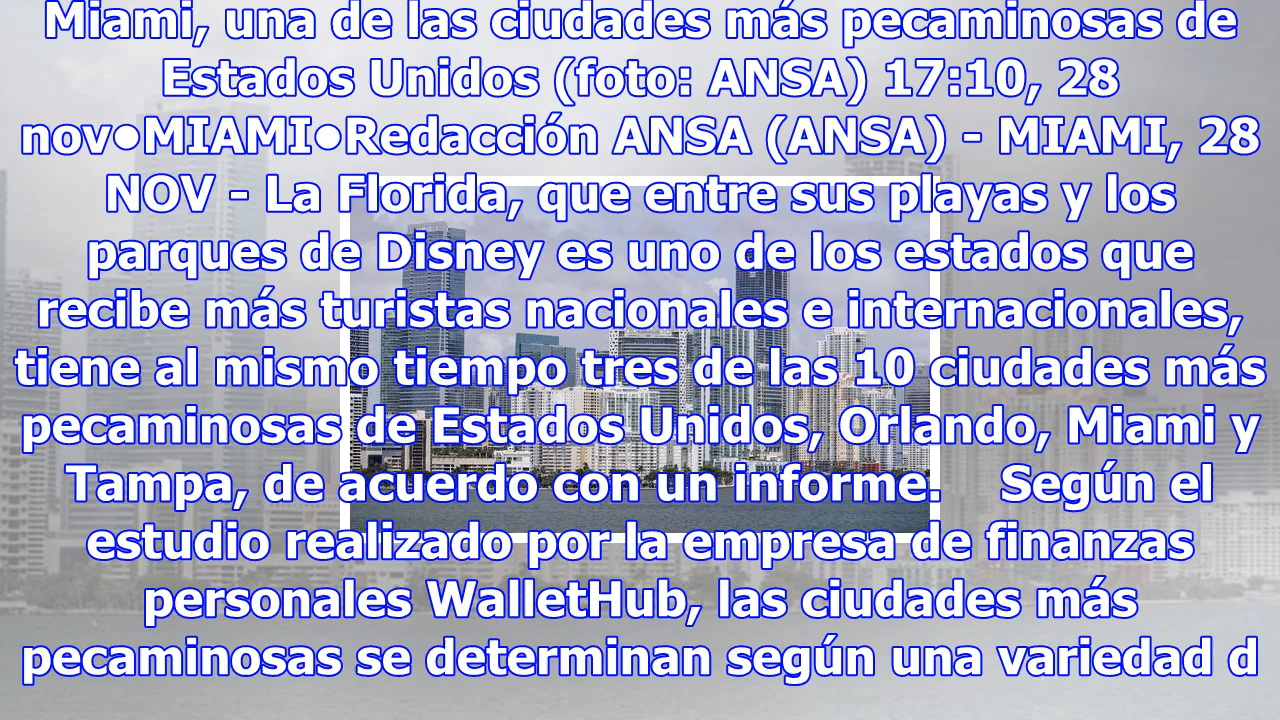 Miami, una de las ciudades más pecaminosas de
Estados Unidos (foto: ANSA) 17:10, 28
nov•MIAMI•Redacción ANSA (ANSA) - MIAMI, 28
NOV - La Florida, que entre sus playas y los
parques de Disney es uno de los estados que
recibe más turistas nacionales e internacionales,
tiene al mismo tiempo tres de las 10 ciudades más
pecaminosas de Estados Unidos, Orlando, Miami y
Tampa, de acuerdo con un informe. Según el
estudio realizado por la empresa de finanzas
personales WalletHub, las ciudades más
pecaminosas se determinan según una variedad d